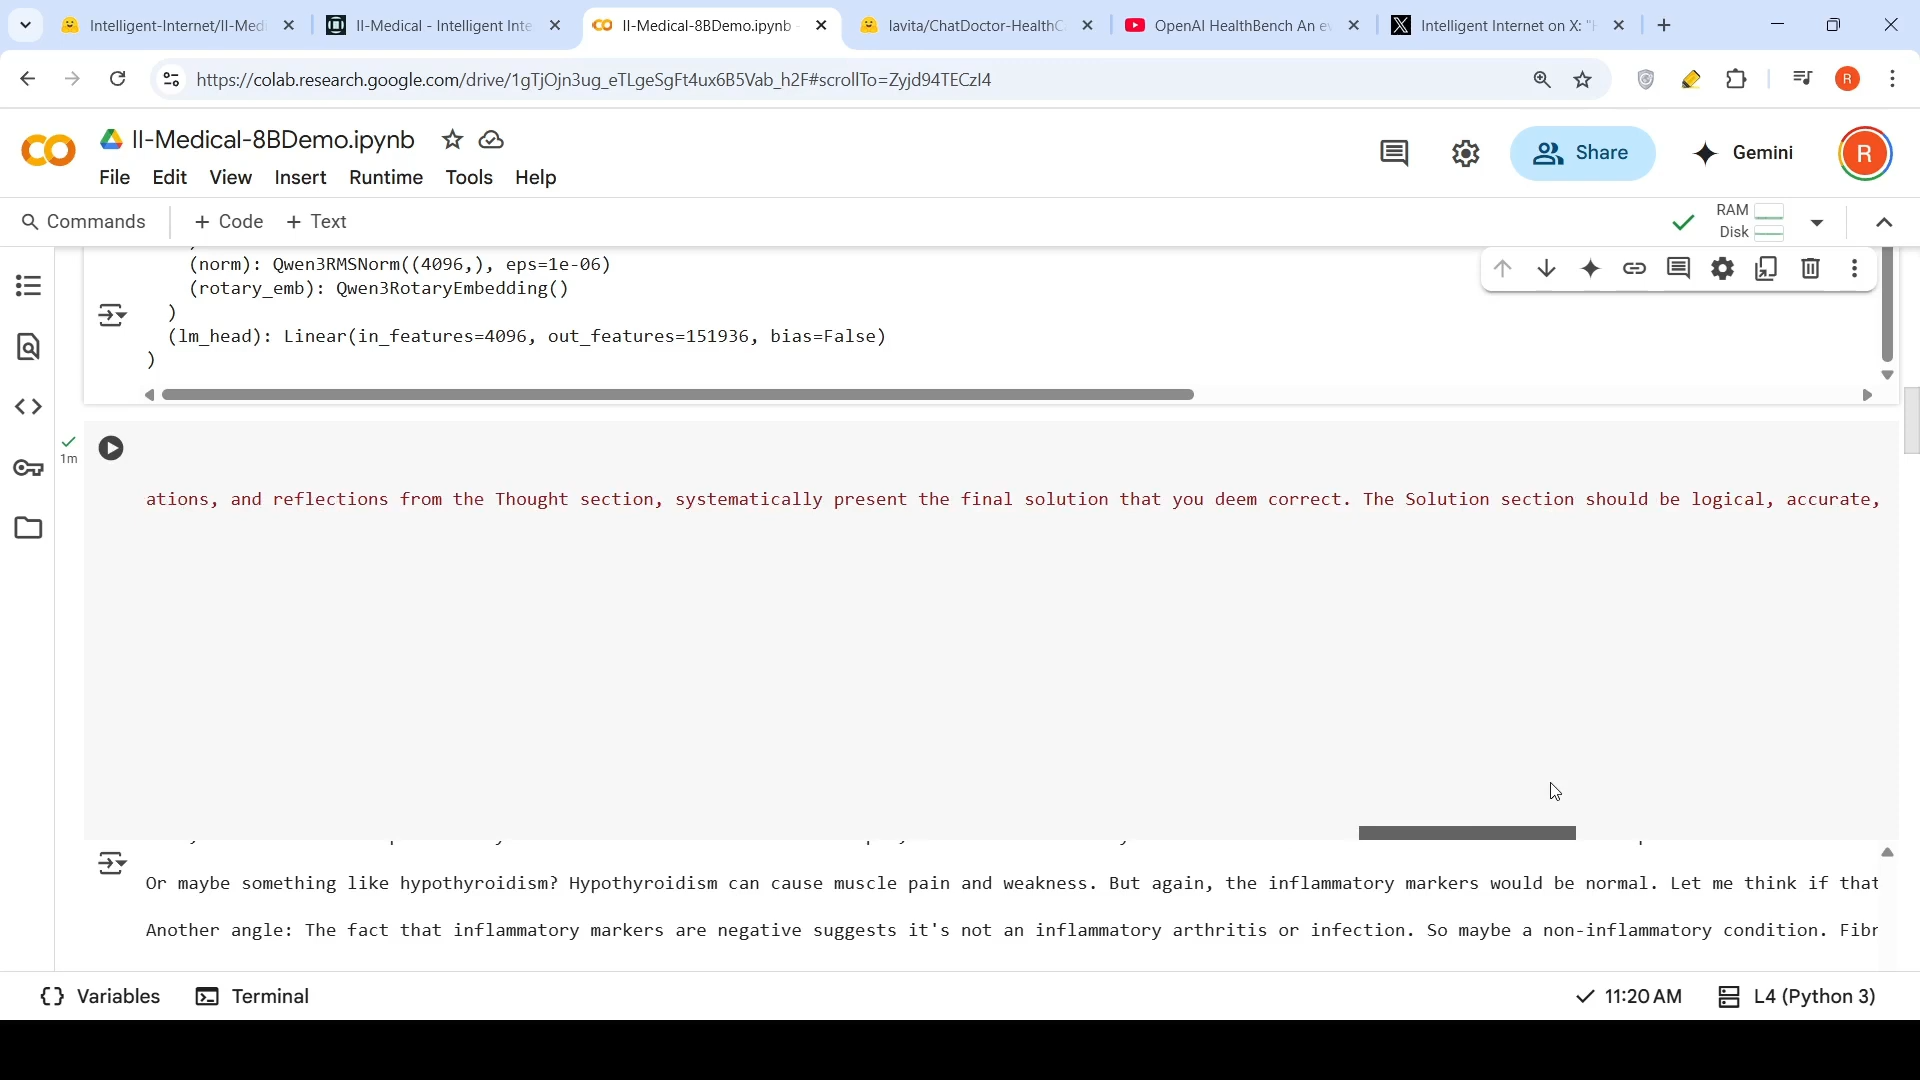 Intelligent-Internet/II-Medi
II-Medical - Intelligent Inte
II-Medical-8BDemo.ipynb -
lavita/ChatDoctor-HealthC
OpenAI HealthBench An ev
Intelligent Internet on X: "H
https://colab.research.google.com/drive/1gTjOjn3ug_eTLgeSgFt4ux6B5Vab_h2F#scrollTo=Zyjd94TECzI4
R
II-Medical-8BDemo.ipynb
File Edit View Insert Runtime Tools Help
Share
Gemini
R
Commands
+ Code + Text
RAM
Disk
(norm): Qwen3RMSNorm((4096,), eps=1e-06)
(rotary_emb): Qwen3RotaryEmbedding()
)
(lm_head): Linear(in_features=4096, out_features=151936, bias=False)
)
1m
ations, and reflections from the Thought section, systematically present the final solution that you deem correct. The Solution section should be logical, accurate,
Or maybe something like hypothyroidism? Hypothyroidism can cause muscle pain and weakness. But again, the inflammatory markers would be normal. Let me think if that
Another angle: The fact that inflammatory markers are negative suggests it's not an inflammatory arthritis or infection. So maybe a non-inflammatory condition. Fibr
Variables
Terminal
11:20 AM
L4 (Python 3)